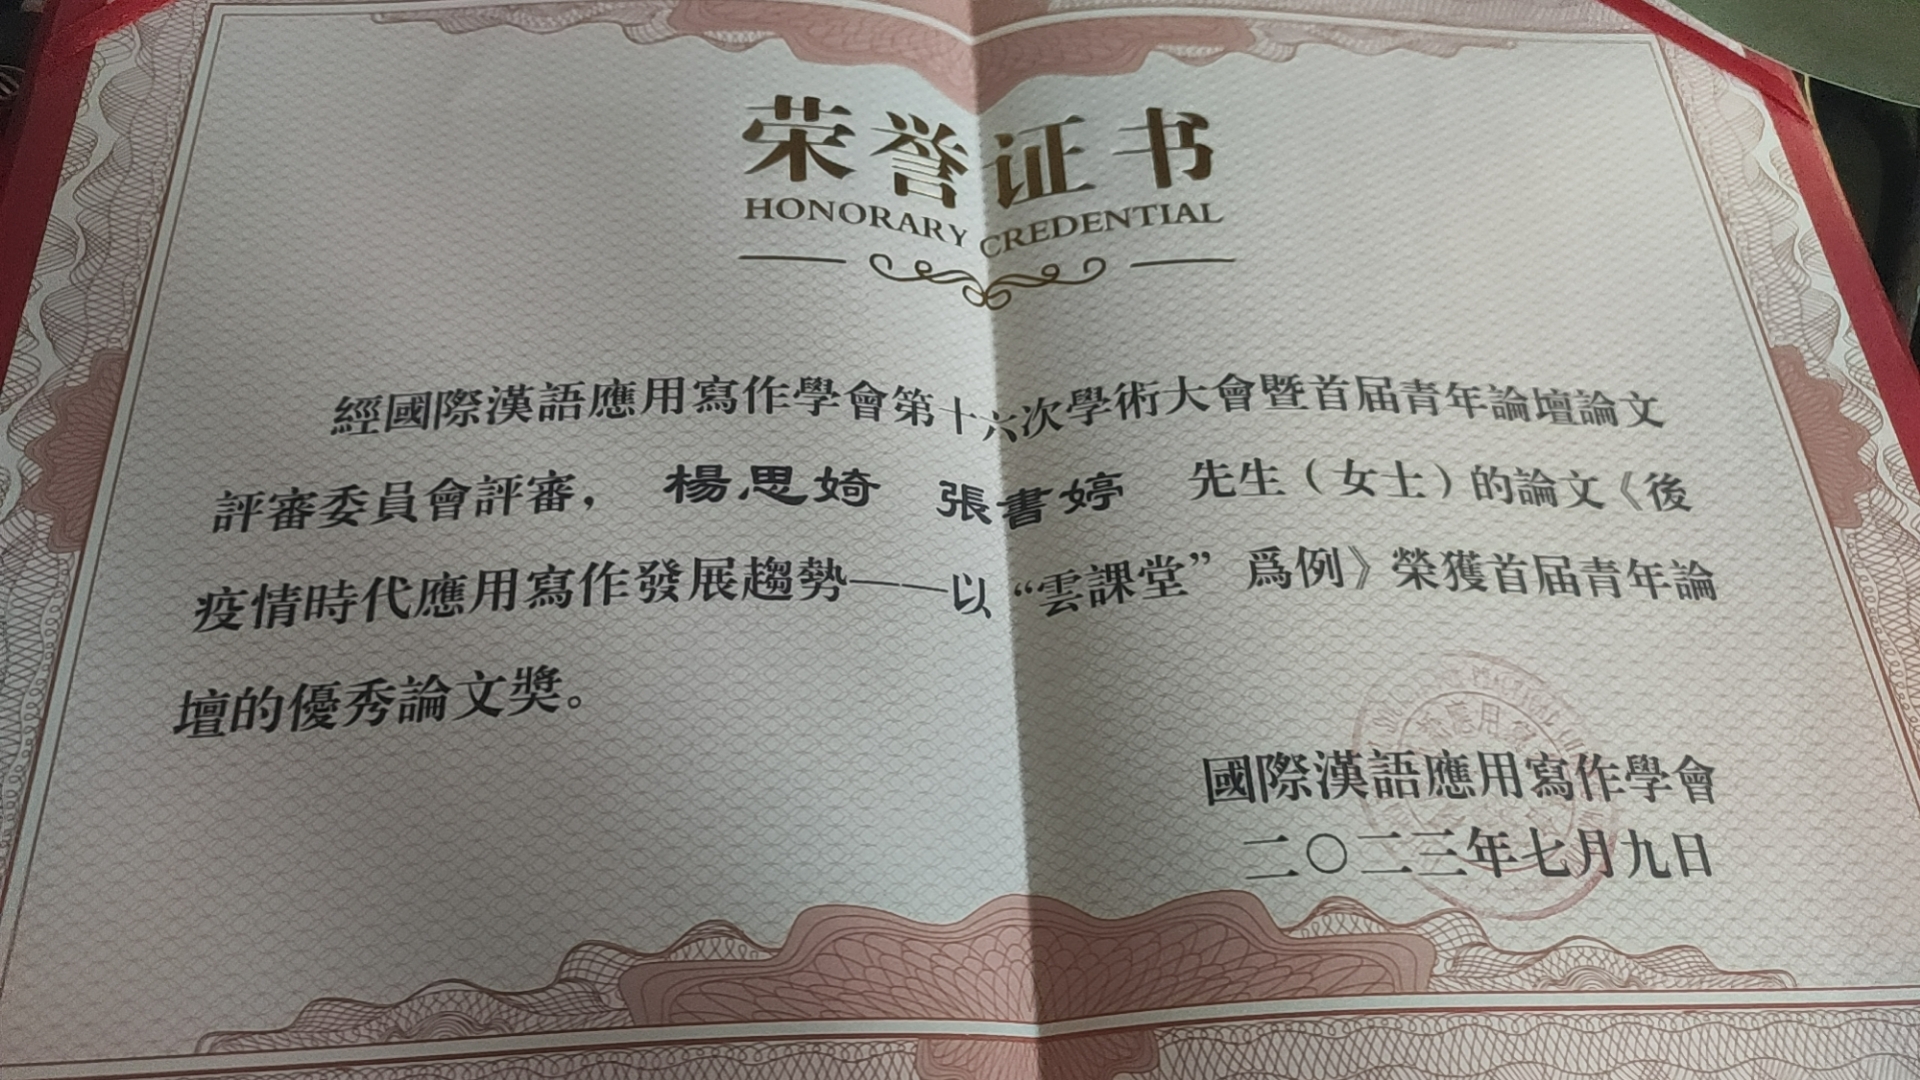 荣誉证书
HONORARY CREDENTIAL
經國際漢語應用寫作學會第十六次學術大會暨首届青年論壇論文
評審委員會評審， 楊思婍 張書婷 先生（女士）的論文《後
疫情時代應用寫作發展趨勢——以“雲課堂”爲例》榮獲首届青年論
壇的優秀論文獎。
國際漢語應用寫作學會
二〇二三年七月九日